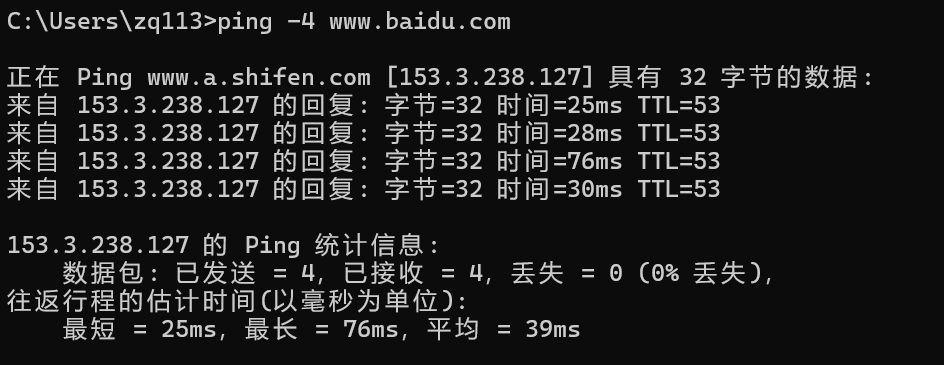 C:\Users\zq113>ping -4 www.baidu.com
正在 Ping www.a.shifen.com [153.3.238.127] 具有 32 字节的数据:
来自 153.3.238.127 的回复: 字节=32 时间=25ms TTL=53
来自 153.3.238.127 的回复: 字节=32 时间=28ms TTL=53
来自 153.3.238.127 的回复: 字节=32 时间=76ms TTL=53
来自 153.3.238.127 的回复: 字节=32 时间=30ms TTL=53
153.3.238.127 的 Ping 统计信息:
数据包: 已发送 = 4, 已接收 = 4, 丢失 = 0 (0% 丢失),
往返行程的估计时间(以毫秒为单位):
最短 = 25ms, 最长 = 76ms, 平均 = 39ms